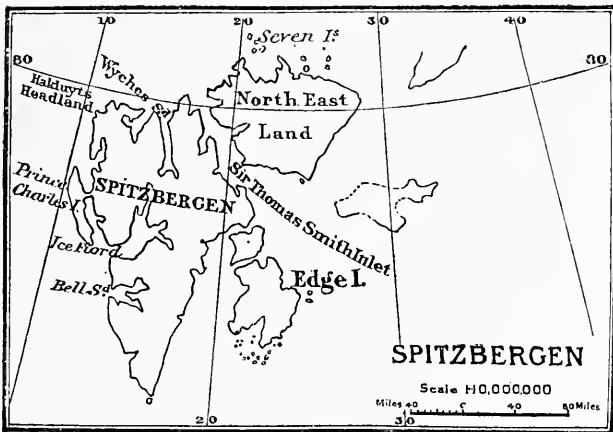 10
20
30
40
Seven Is
80
80
Wyches Sd
Hakluyts
Headland
North East
Land
Sir Thomas Smith Inlet
Prince
Charles I.
SPITZBERGEN
Ice Fiord
Edge I.
Bell Sd
SPITZBERGEN
Scale 1:10,000,000
Miles 40 0 40 80 Miles
20
30